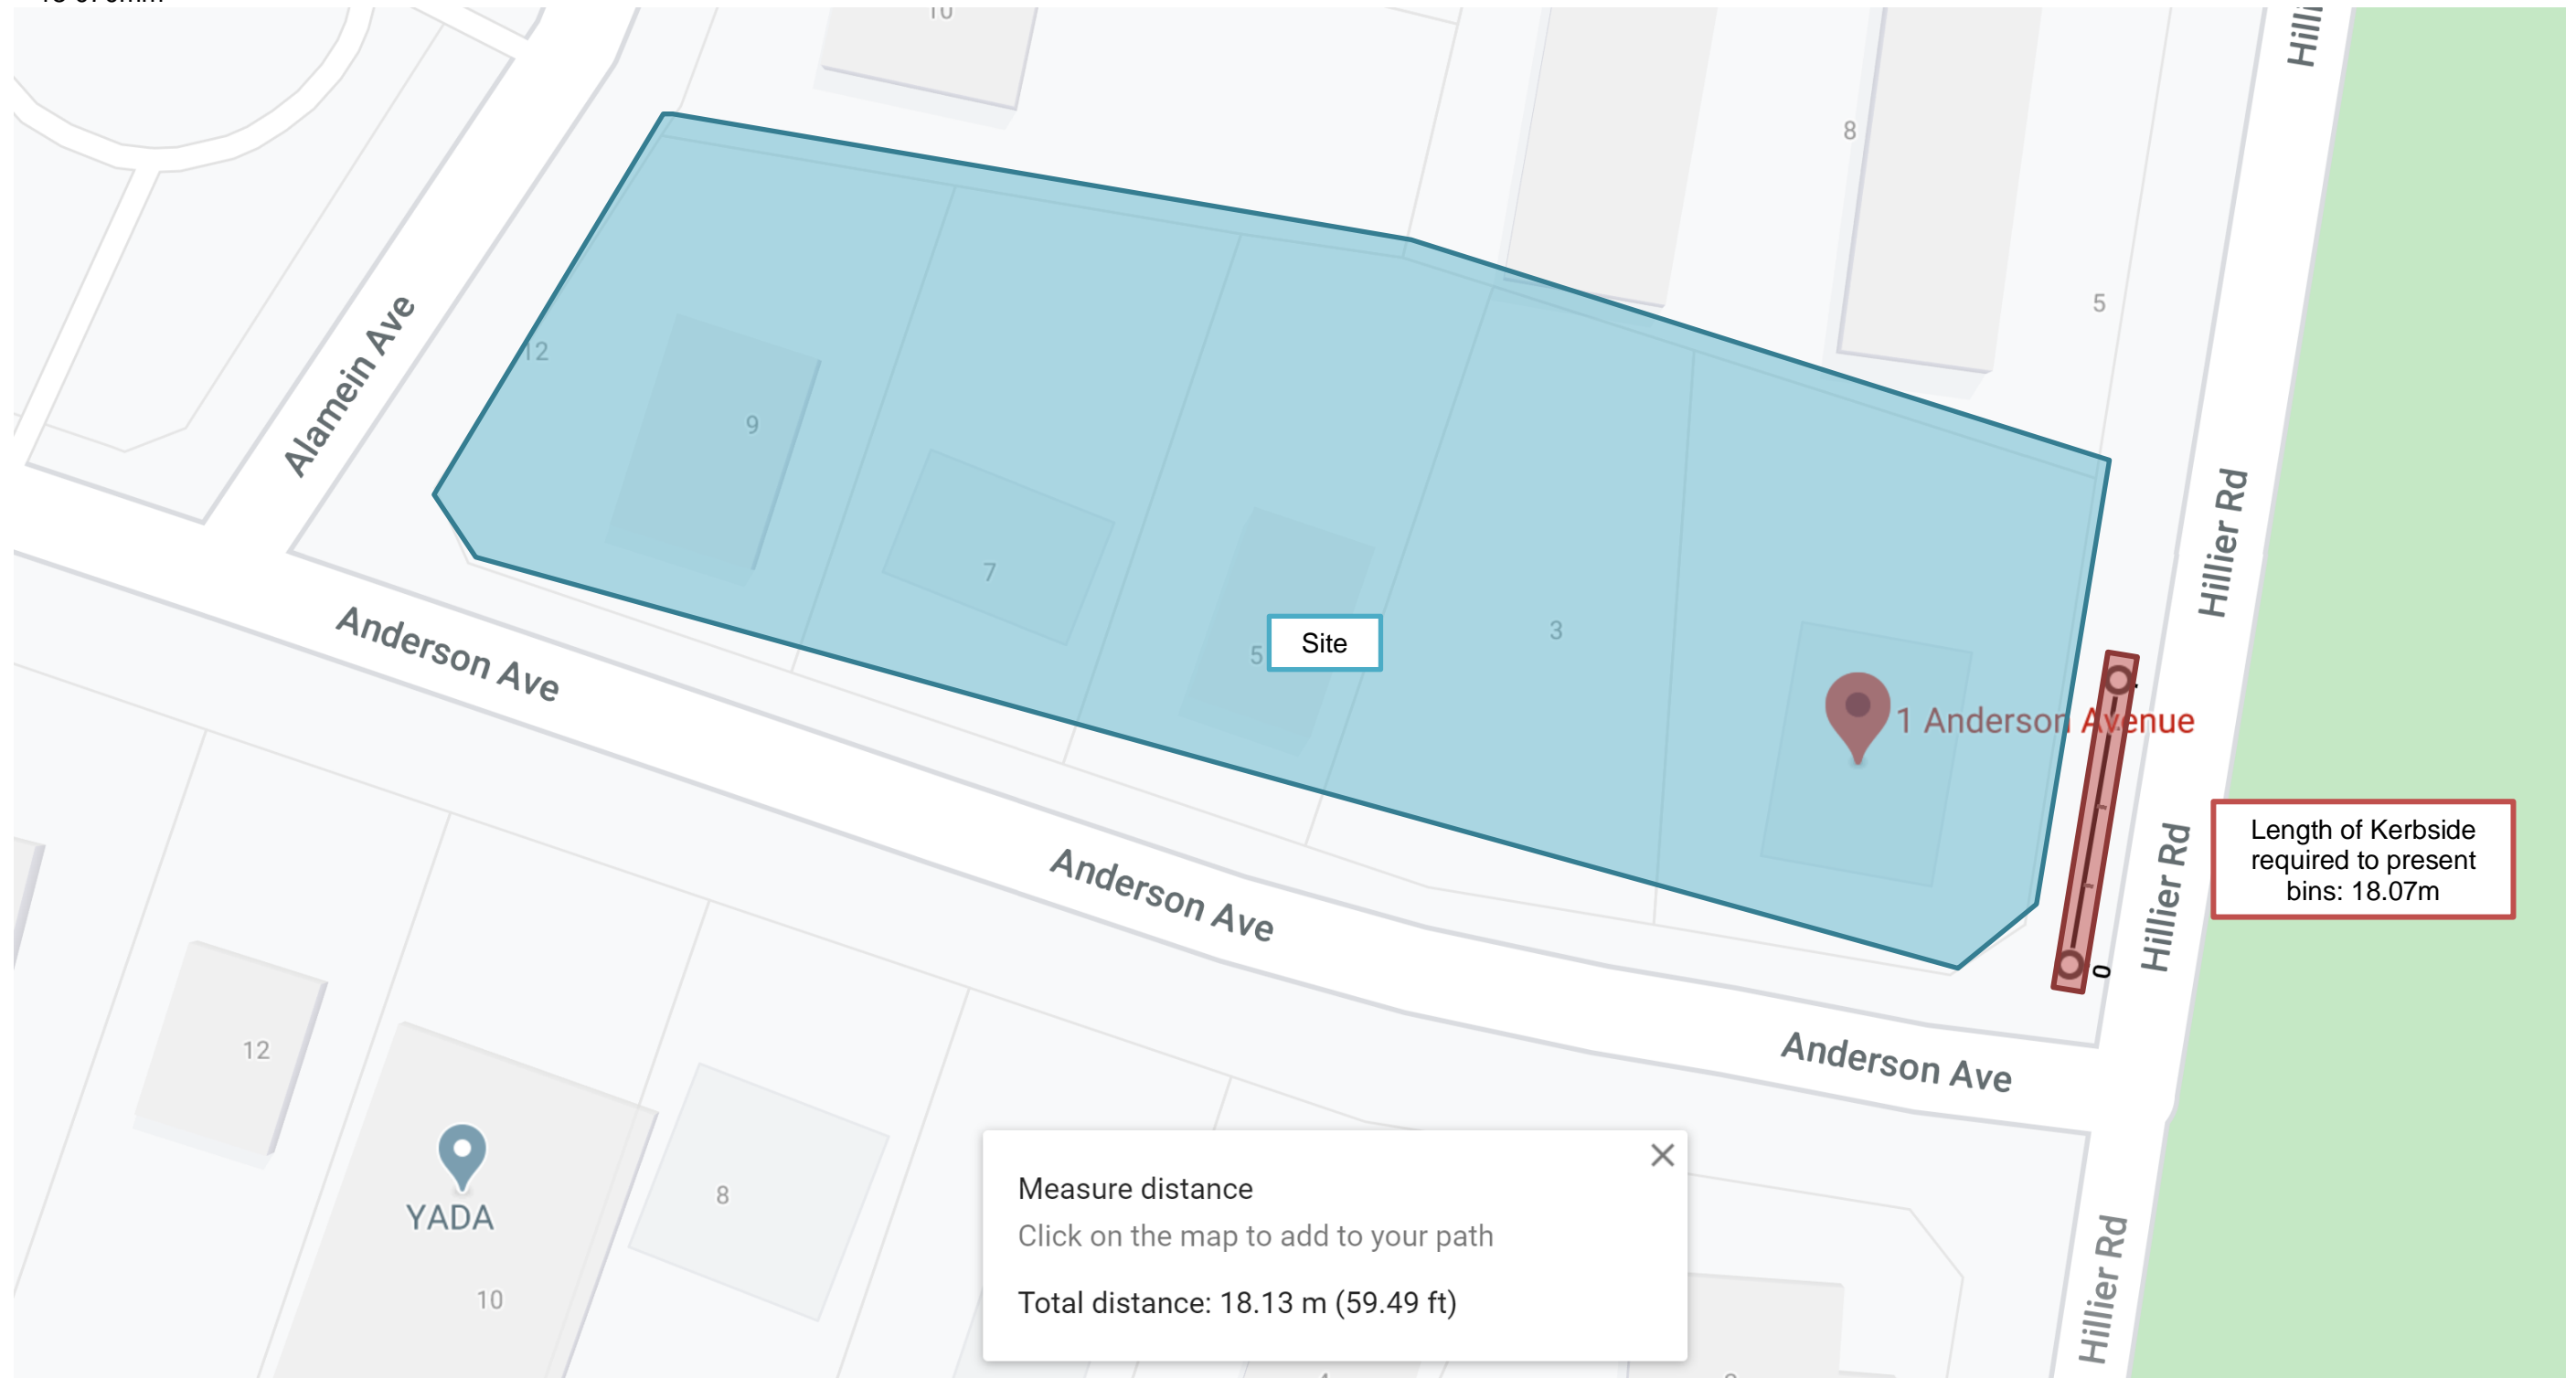 10
Hilli
8
5
12
Alamein Ave
9
Hillier Rd
7
Anderson Ave
5
Site
3
1 Anderson Avenue
Length of Kerbside
required to present
bins: 18.07m
Hillier Rd
Anderson Ave
0
12
Anderson Ave
YADA
8
10
Measure distance
Click on the map to add to your path
Total distance: 18.13 m (59.49 ft)
Hillier Rd